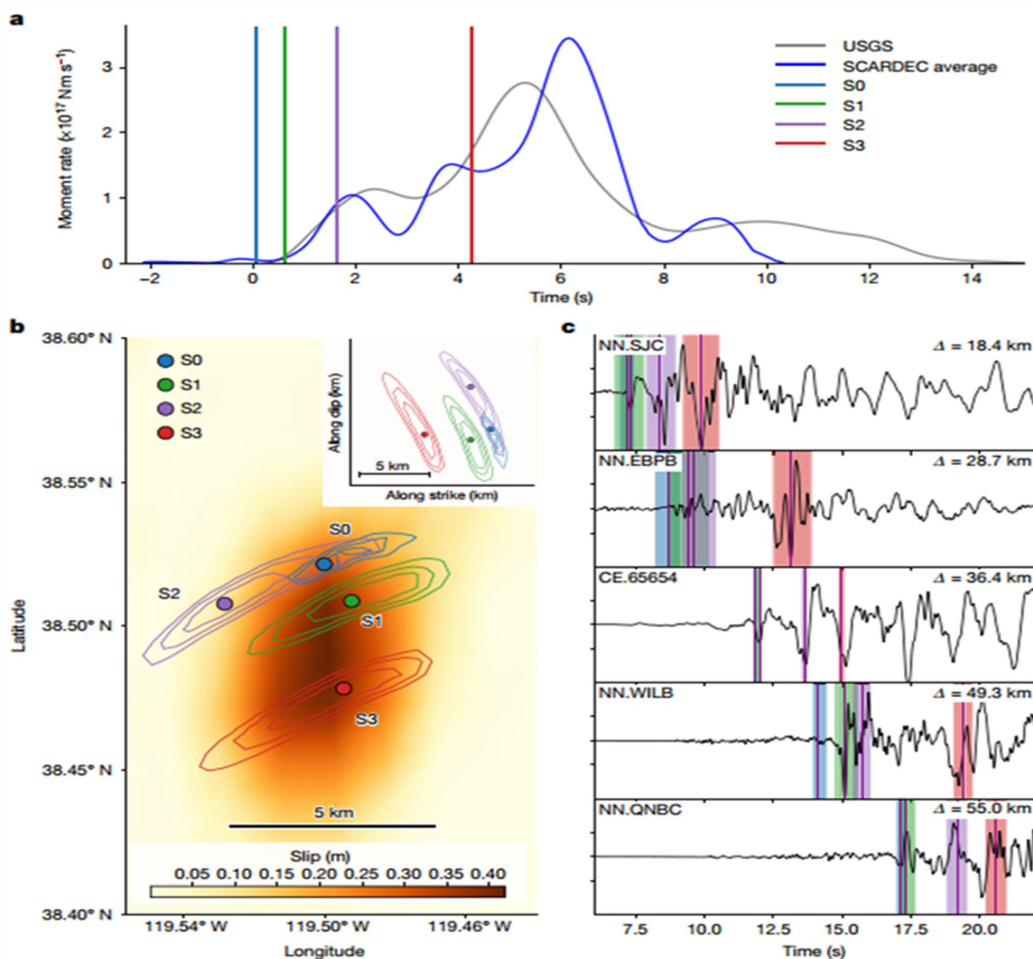 a
Moment rate (×10¹⁷ Nm s⁻¹)
3
2
1
0
USGS
SCARDEC average
S0
S1
S2
S3
−2
0
2
4
6
8
10
12
14
Time (s)
b
38.60° N
38.55° N
38.50° N
38.45° N
38.40° N
Latitude
S0
S1
S2
S3
Along dip (km)
5 km
Along strike (km)
S0
S2
S1
S3
5 km
Slip (m)
0.05 0.10 0.15 0.20 0.25 0.30 0.35 0.40
119.54° W
119.50° W
119.46° W
Longitude
c
NN.SJC
Δ = 18.4 km
NN.EBPB
Δ = 28.7 km
CE.65654
Δ = 36.4 km
NN.WILB
Δ = 49.3 km
NN.QNBC
Δ = 55.0 km
7.5
10.0
12.5
15.0
17.5
20.0
Time (s)